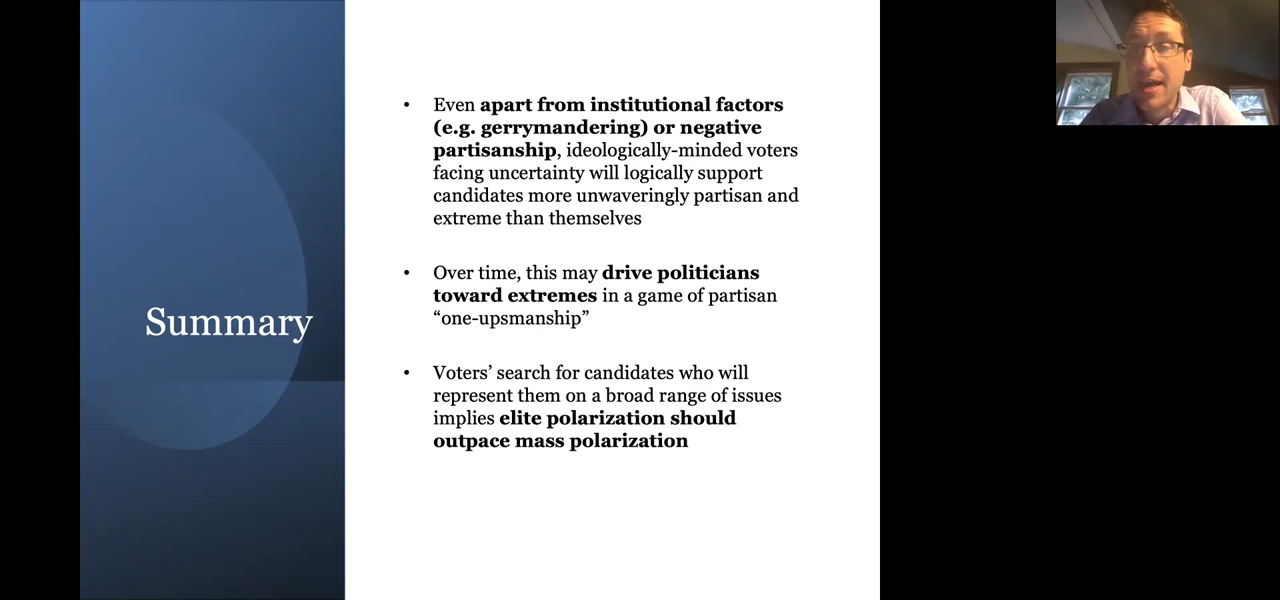 Summary
• Even apart from institutional factors
(e.g. gerrymandering) or negative
partisanship, ideologically-minded voters
facing uncertainty will logically support
candidates more unwaveringly partisan and
extreme than themselves
• Over time, this may drive politicians
toward extremes in a game of partisan
“one-upsmanship”
• Voters’ search for candidates who will
represent them on a broad range of issues
implies elite polarization should
outpace mass polarization